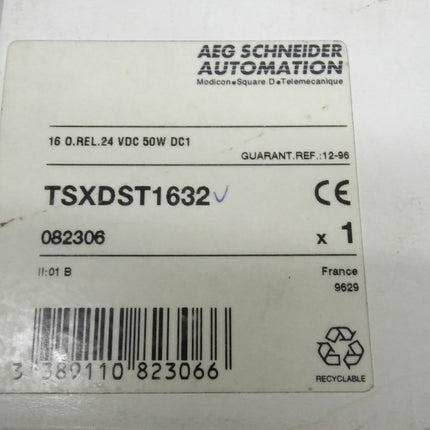 AEG SCHNEIDER
AUTOMATION
Modicon●Square D●Telemecanique
16 O.REL.24 VDC 50W DC1
GUARANT.REF.:12-96
TSXDST1632
CE
082306
x 1
II:01 B
France
9629
3 389110 823066
RECYCLABLE